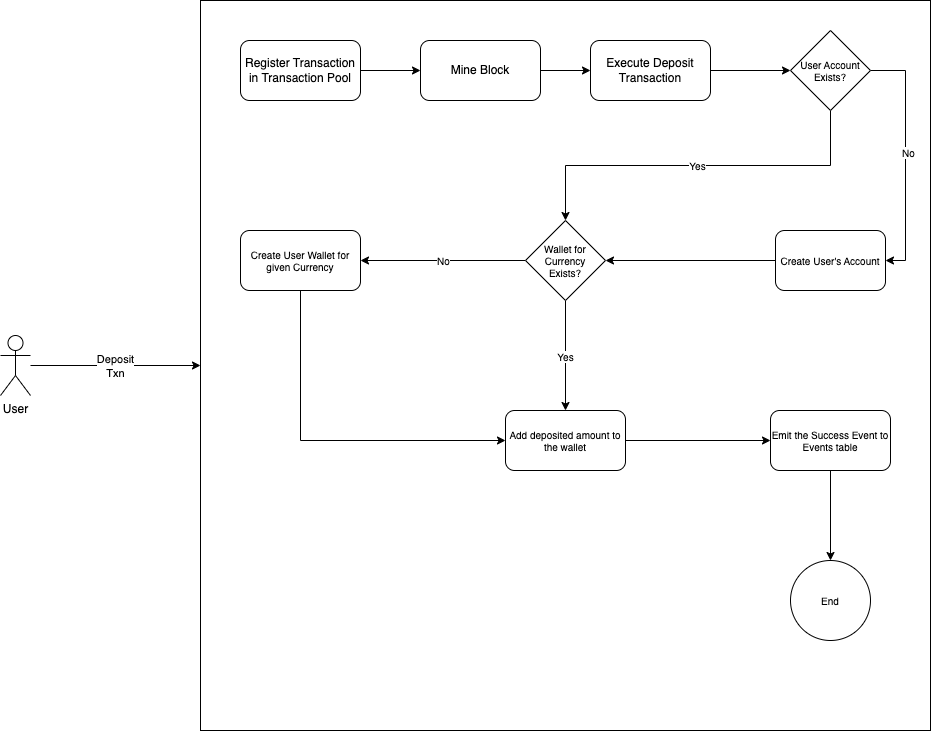 Register Transaction
in Transaction Pool
Mine Block
Execute Deposit
Transaction
User Account
Exists?
No
Yes
Create User Wallet for
given Currency
No
Wallet for
Currency
Exists?
Create User's Account
Yes
Deposit
Txn
User
Add deposited amount to
the wallet
Emit the Success Event to
Events table
End